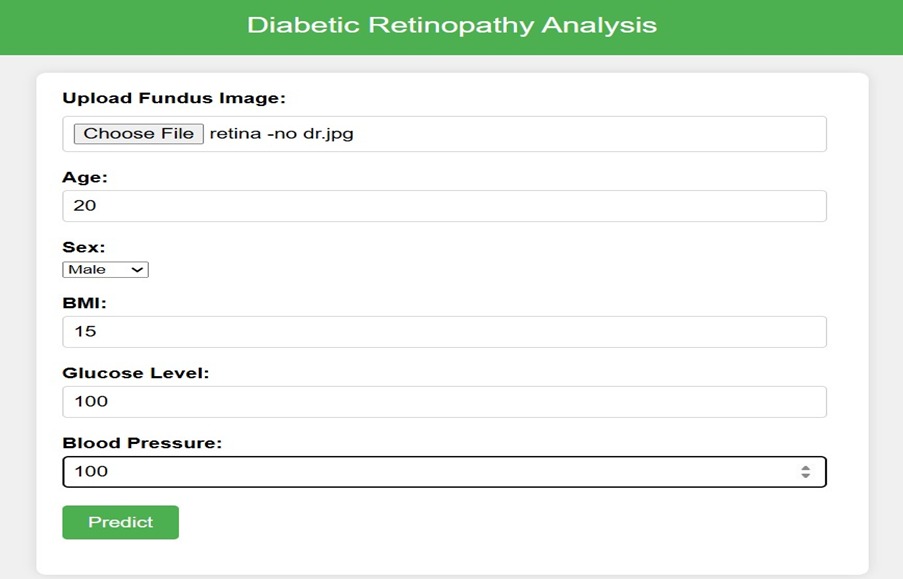 Diabetic Retinopathy Analysis
Upload Fundus Image:
Choose File retina -no dr.jpg
Age:
20
Sex:
Male
BMI:
15
Glucose Level:
100
Blood Pressure:
100
Predict